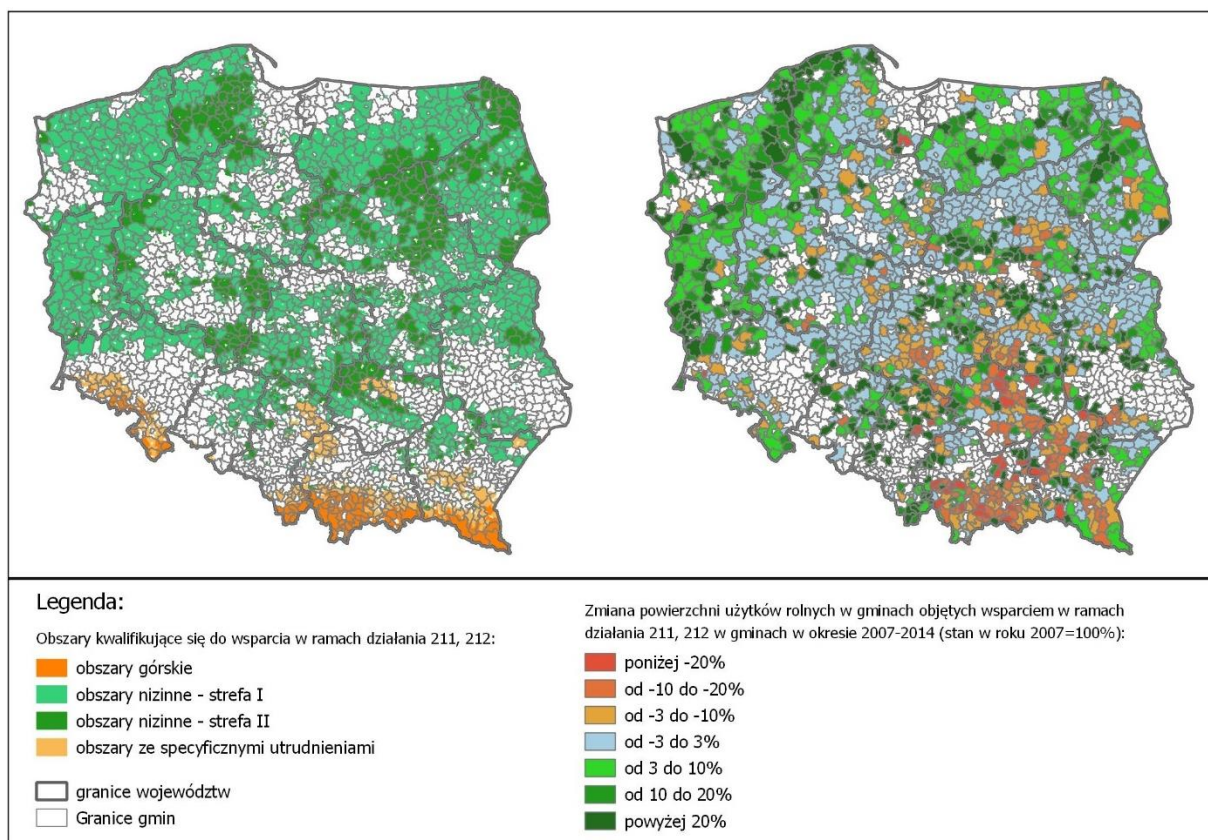 Legenda:
Obszary kwalifikujące się do wsparcia w ramach działania 211, 212:
obszary górskie
obszary nizinne - strefa I
obszary nizinne - strefa II
obszary ze specyficznymi utrudnieniami
granice województw
Granice gmin
Zmiana powierzchni użytków rolnych w gminach objętych wsparciem w ramach
działania 211, 212 w gminach w okresie 2007-2014 (stan w roku 2007=100%):
poniżej -20%
od -10 do -20%
od -3 do -10%
od -3 do 3%
od 3 do 10%
od 10 do 20%
powyżej 20%